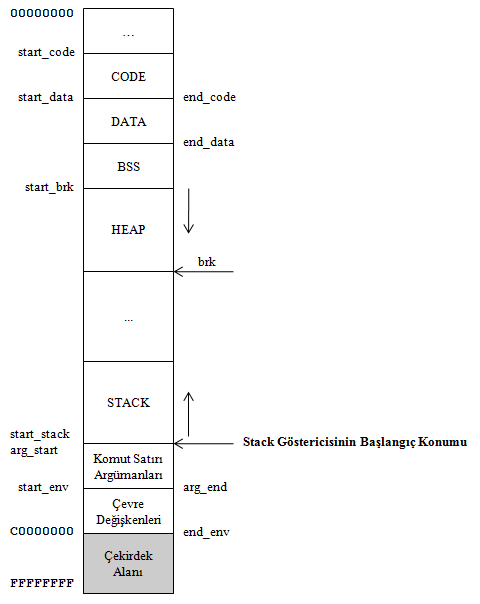 00000000
...
start_code
CODE
start_data
end_code
DATA
end_data
BSS
start_brk
HEAP
brk
...
STACK
start_stack
arg_start
Stack Göstericisinin Başlangıç Konumu
Komut Satırı
Argümanları
start_env
arg_end
Çevre
Değişkenleri
C0000000
end_env
Çekirdek
Alanı
FFFFFFFF